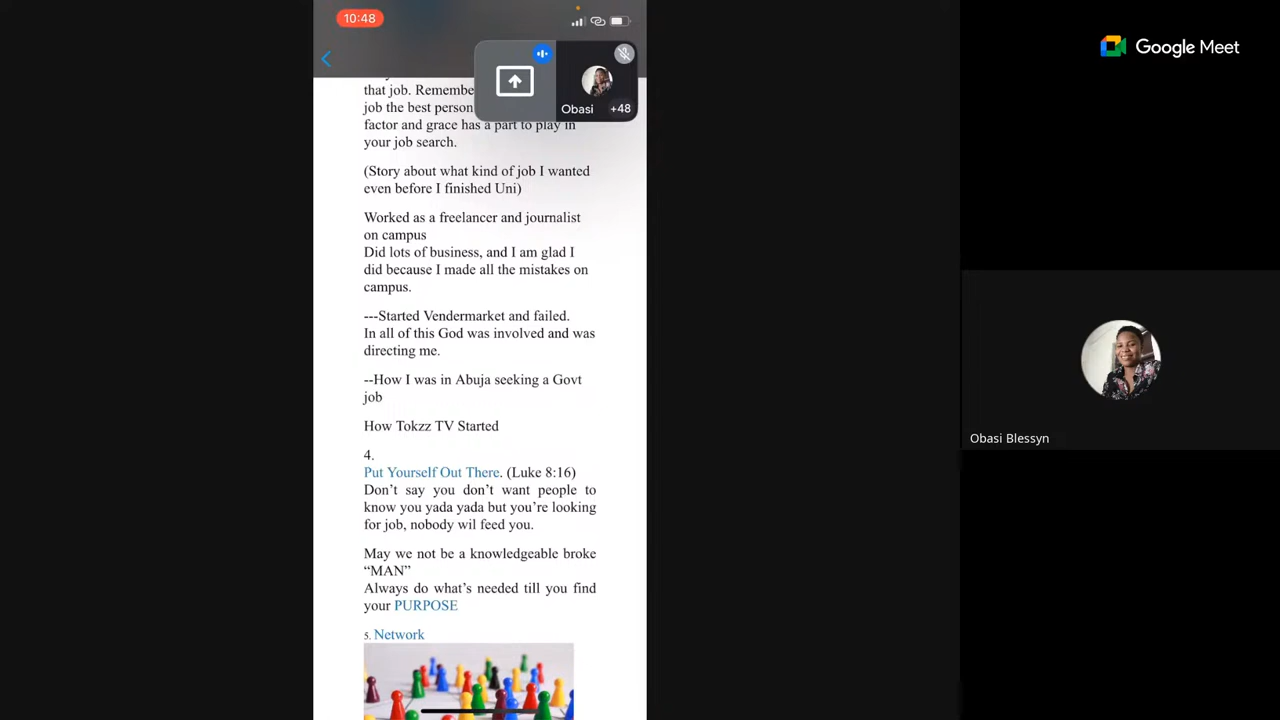 10:48
Google Meet
Obasi +48
that job. Remembe
job the best person
factor and grace has a part to play in
your job search.
(Story about what kind of job I wanted
even before I finished Uni)
Worked as a freelancer and journalist
on campus
Did lots of business, and I am glad I
did because I made all the mistakes on
campus.
---Started Vendermarket and failed.
In all of this God was involved and was
directing me.
--How I was in Abuja seeking a Govt
job
How Tokzz TV Started
4.
Put Yourself Out There. (Luke 8:16)
Don't say you don't want people to
know you yada yada but you're looking
for job, nobody wil feed you.
May we not be a knowledgeable broke
“MAN”
Always do what's needed till you find
your PURPOSE
5. Network
Obasi Blessyn